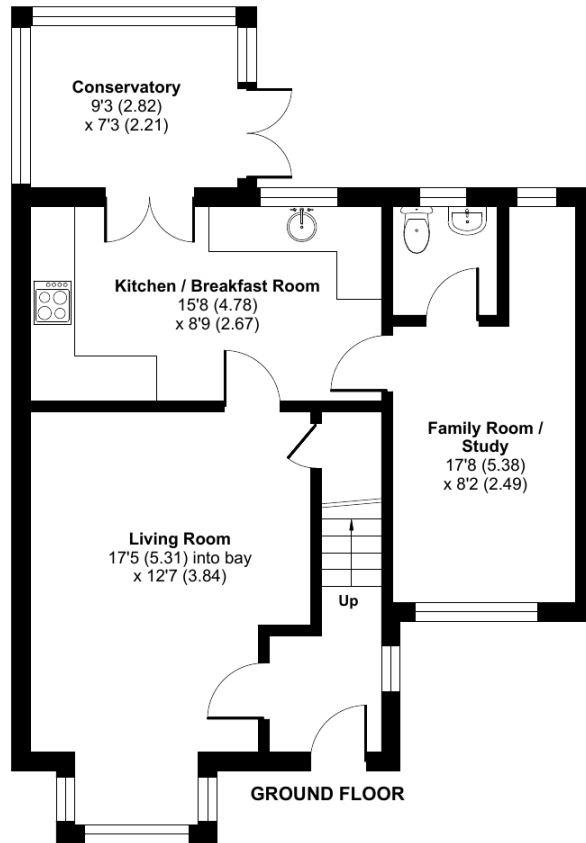 Conservatory
9'3 (2.82)
x 7'3 (2.21)
Kitchen / Breakfast Room
15'8 (4.78)
x 8'9 (2.67)
Family Room /
Study
17'8 (5.38)
x 8'2 (2.49)
Living Room
17'5 (5.31) into bay
x 12'7 (3.84)
Up
GROUND FLOOR